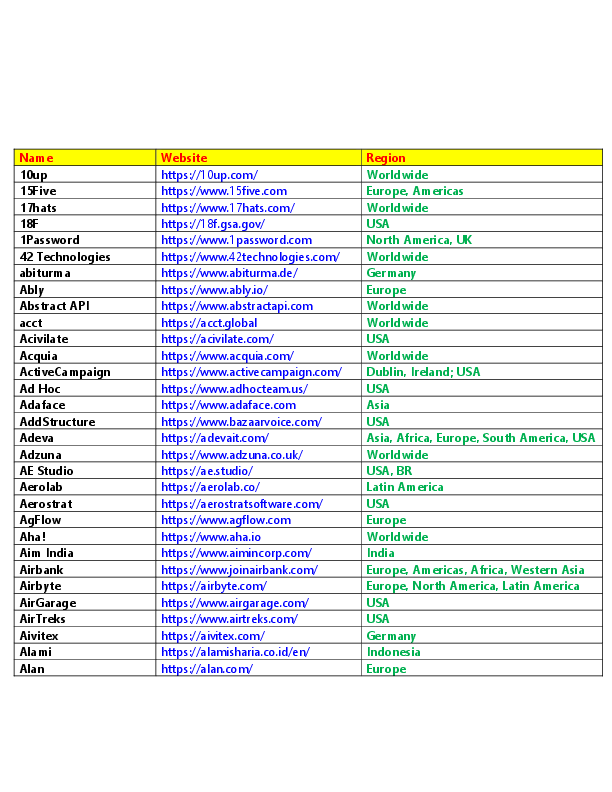 Name Website Region
10up https://10up.com/ Worldwide
15Five https://www.15five.com Europe, Americas
17hats https://www.17hats.com/ Worldwide
18F https://18f.gsa.gov/ USA
1Password https://www.1password.com North America, UK
42 Technologies https://www.42technologies.com/ Worldwide
abiturma https://www.abiturma.de/ Germany
Ably https://www.ably.io/ Europe
Abstract API https://www.abstractapi.com Worldwide
acct https://acct.global Worldwide
Acivilate https://acivilate.com/ USA
Acquia https://www.acquia.com/ Worldwide
ActiveCampaign https://www.activecampaign.com/ Dublin, Ireland; USA
Ad Hoc https://www.adhocteam.us/ USA
Adaface https://www.adaface.com Asia
AddStructure https://www.bazaarvoice.com/ USA
Adeva https://adevait.com/ Asia, Africa, Europe, South America, USA
Adzuna https://www.adzuna.co.uk/ Worldwide
AE Studio https://ae.studio/ USA, BR
Aerolab https://aerolab.co/ Latin America
Aerostrat https://aerostratsoftware.com/ USA
AgFlow https://www.agflow.com Europe
Aha! https://www.aha.io Worldwide
Aim India https://www.aimincorp.com/ India
Airbank https://www.joinairbank.com/ Europe, Americas, Africa, Western Asia
Airbyte https://airbyte.com/ Europe, North America, Latin America
AirGarage https://www.airgarage.com/ USA
AirTreks https://www.airtreks.com/ USA
Aivitex https://aivitex.com/ Germany
Alami https://alamisharia.co.id/en/ Indonesia
Alan https://alan.com/ Europe